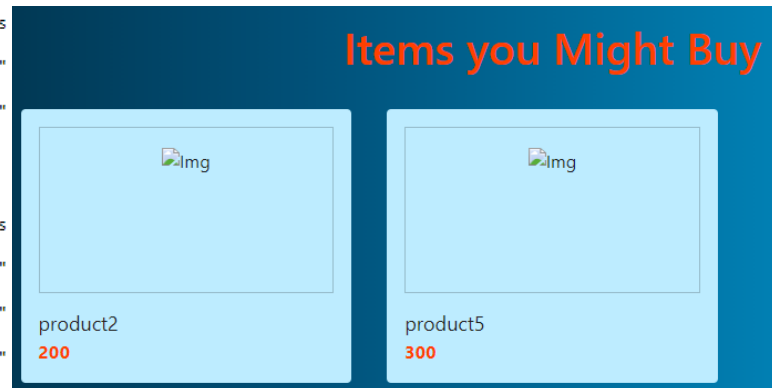 s
"
"
s
"
"
"
Items you Might Buy
Img
Img
product2
product5
200
300